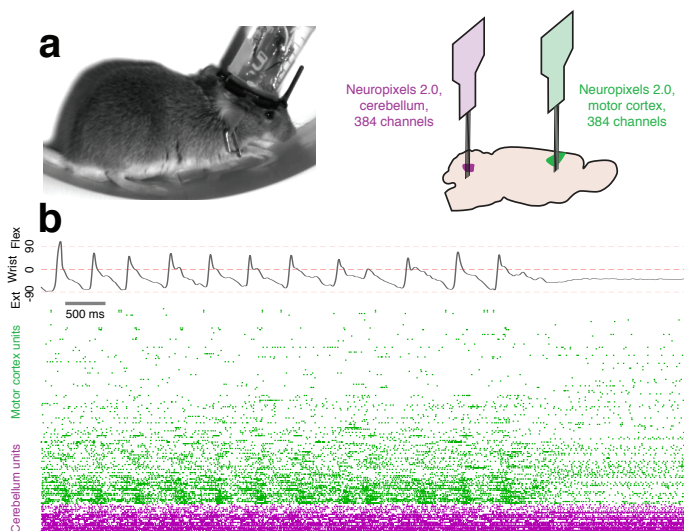 a
Neuropixels 2.0,
cerebellum,
384 channels
Neuropixels 2.0,
motor cortex,
384 channels
b
Ext Wrist Flex
-90 0 90
500 ms
Motor cortex units
Cerebellum units